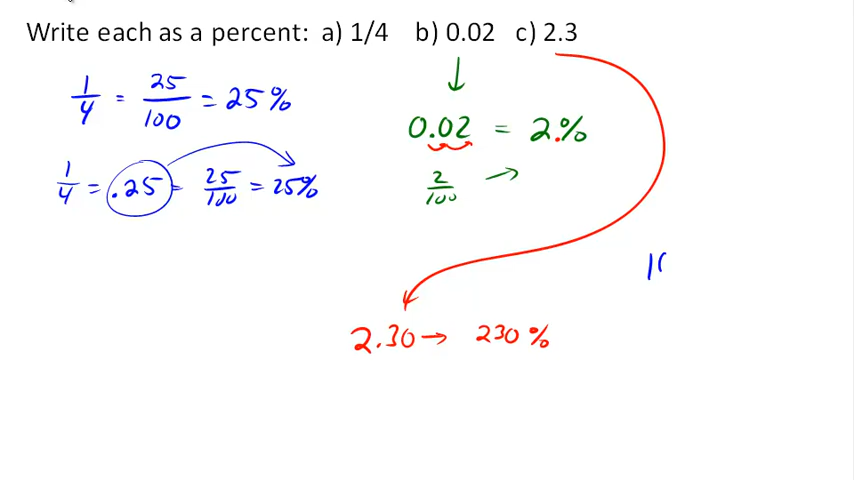 Write each as a percent: a) 1/4 b) 0.02 c) 2.3
1/4 = 25/100 = 25%
0.02 = 2.%
1/4 = .25 = 25/100 = 25%
2/100 →
2.30 → 230%